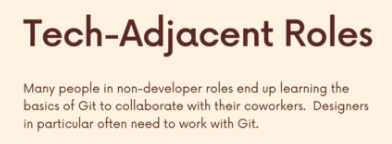 Tech-Adjacent Roles
Many people in non-developer roles end up learning the
basics of Git to collaborate with their coworkers.  Designers
in particular often need to work with Git.